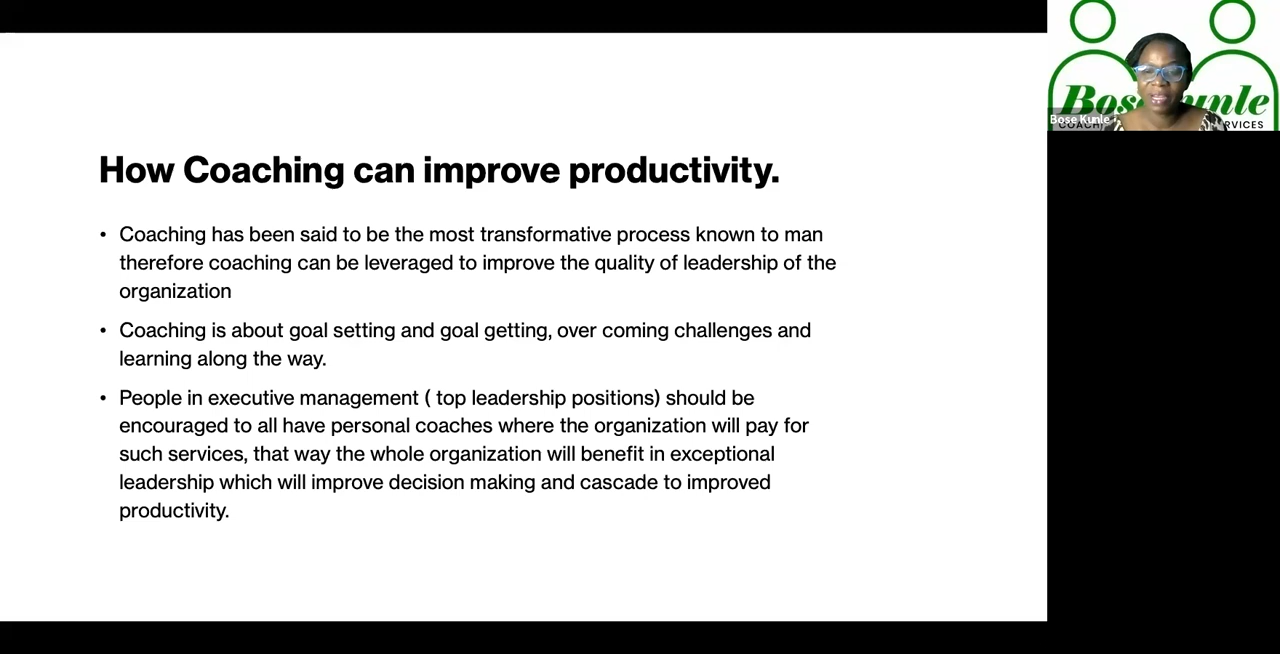 How Coaching can improve productivity.
• Coaching has been said to be the most transformative process known to man
therefore coaching can be leveraged to improve the quality of leadership of the
organization
• Coaching is about goal setting and goal getting, over coming challenges and
learning along the way.
• People in executive management ( top leadership positions) should be
encouraged to all have personal coaches where the organization will pay for
such services, that way the whole organization will benefit in exceptional
leadership which will improve decision making and cascade to improved
productivity.
Bose Kunle